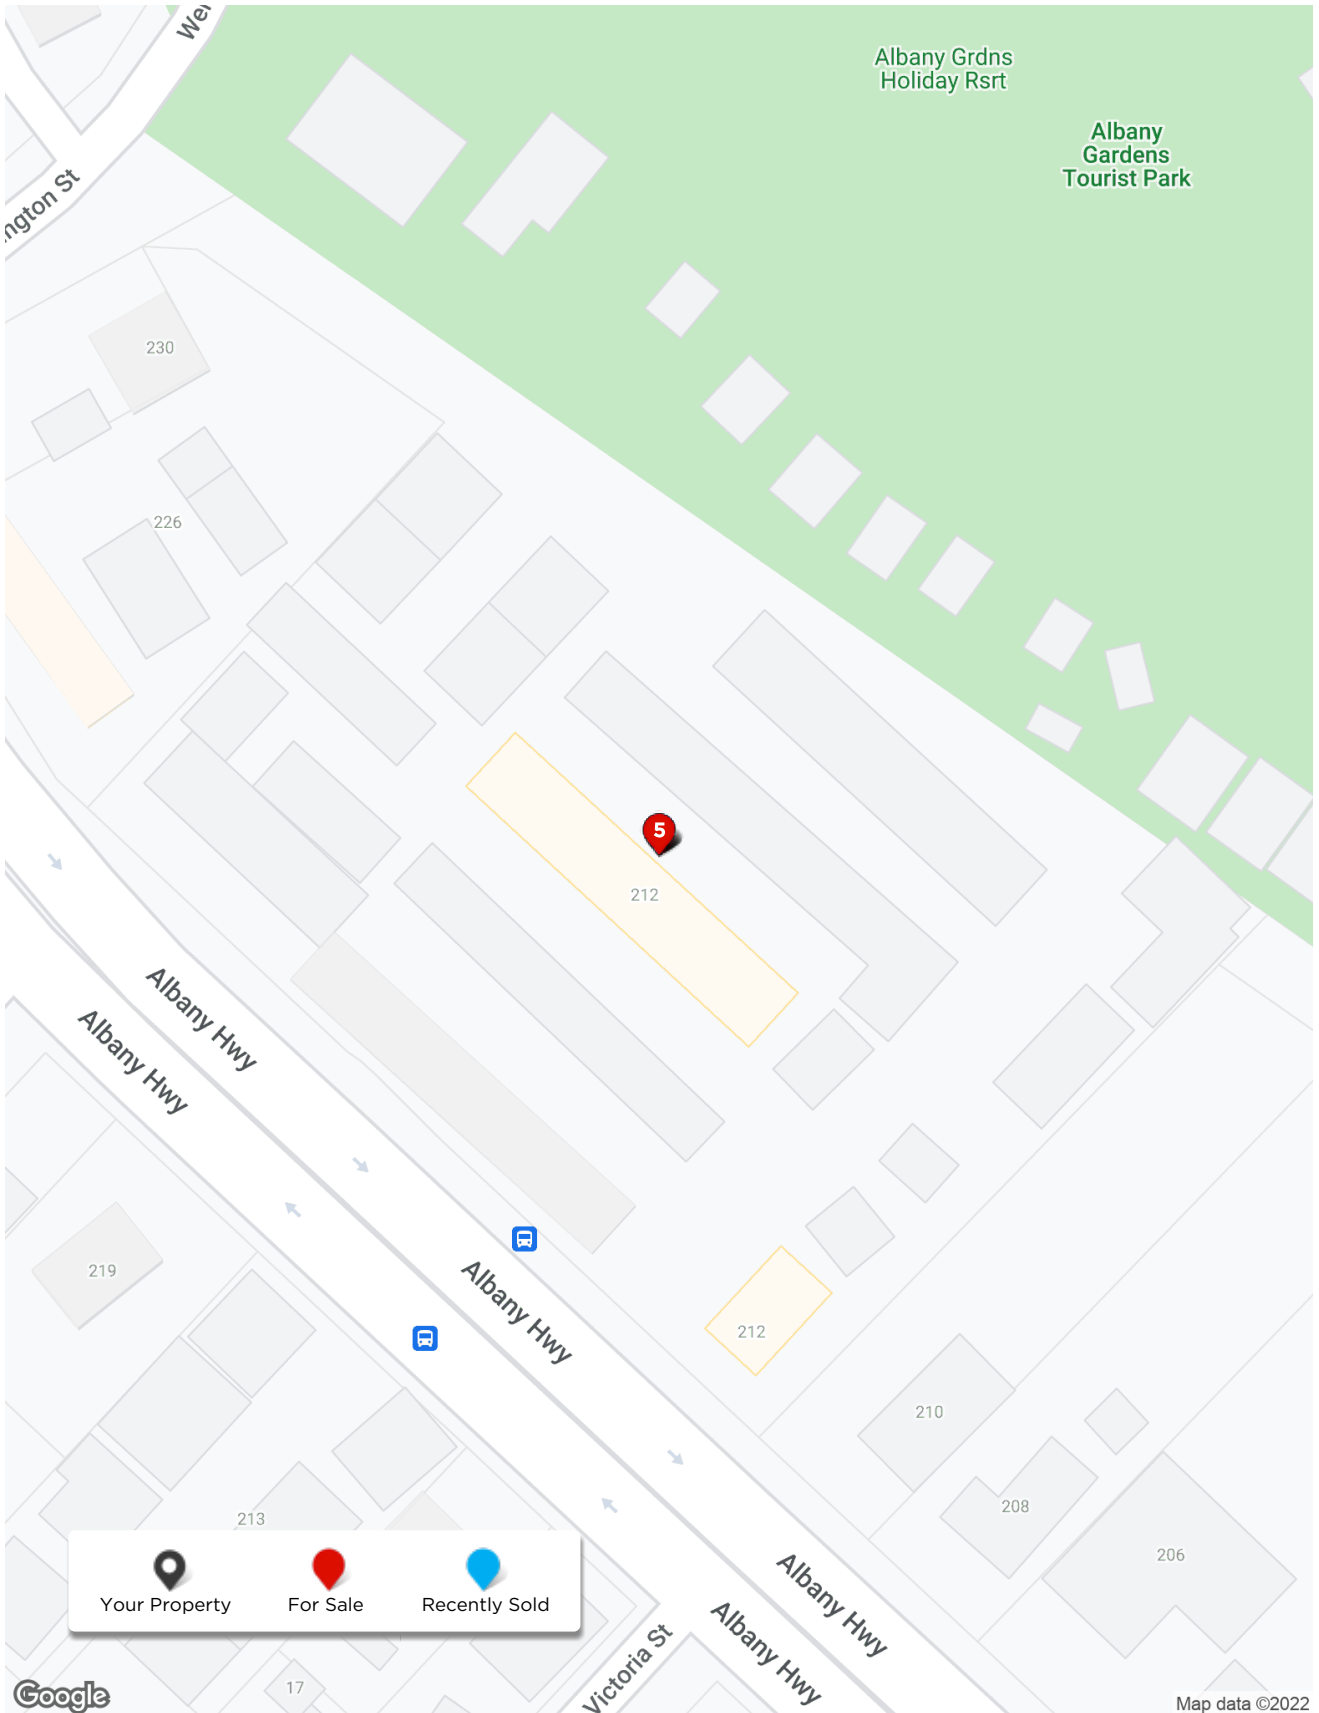 Albany Grdns
Holiday Rsrt
Albany
Gardens
Tourist Park
230
226
5
212
Albany Hwy
Albany Hwy
219
Albany Hwy
212
210
208
206
213
Your Property
For Sale
Recently Sold
Albany Hwy
Albany Hwy
Victoria St
17
Google
Map data ©2022